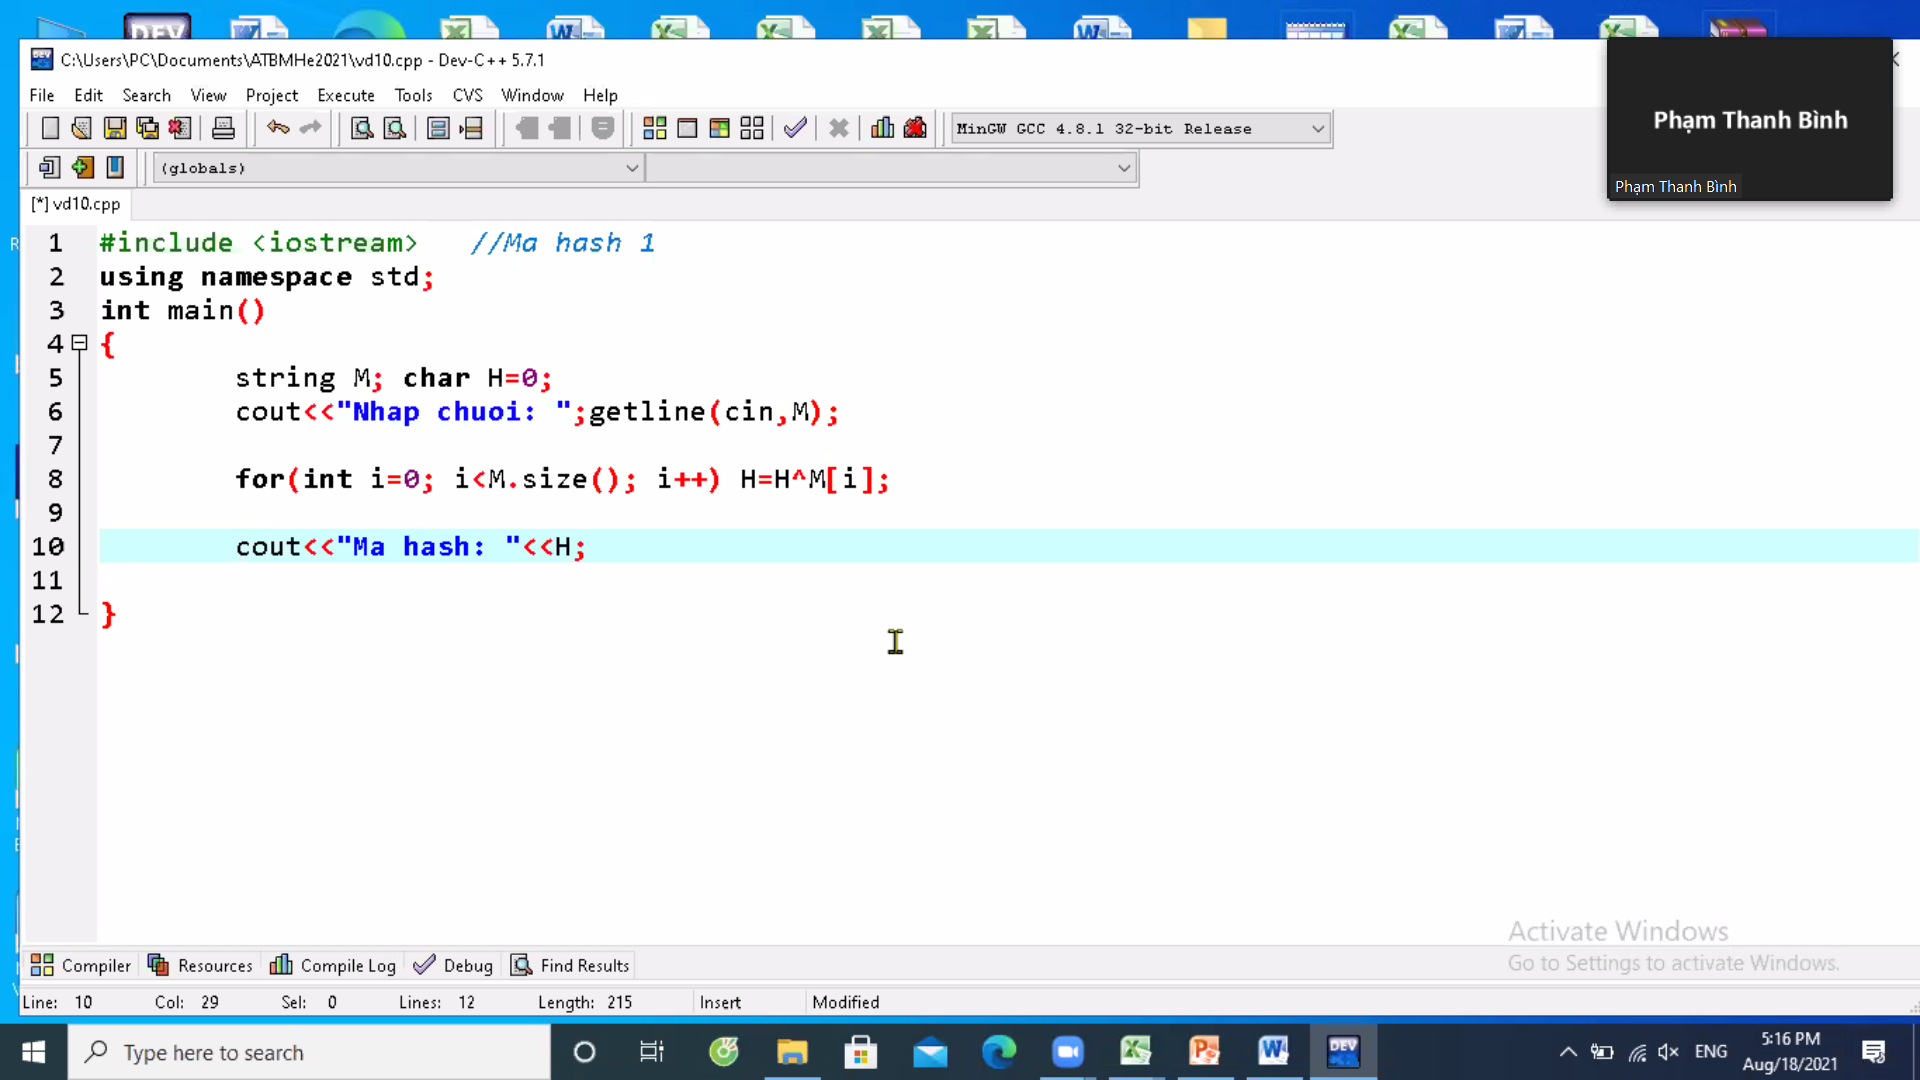 C:\Users\PC\Documents\ATBMHe2021\vd10.cpp - Dev-C++ 5.7.1
File Edit Search View Project Execute Tools CVS Window Help
MinGW GCC 4.8.1 32-bit Release
Phạm Thanh Bình
Phạm Thanh Bình
(globals)
[*] vd10.cpp
1 #include <iostream> //Ma hash 1
2 using namespace std;
3 int main()
4 {
5 string M; char H=0;
6 cout<<"Nhap chuoi: ";getline(cin,M);
7
8 for(int i=0; i<M.size(); i++) H=H^M[i];
9
10 cout<<"Ma hash: "<<H;
11
12 }
Activate Windows
Go to Settings to activate Windows.
Compiler Resources Compile Log Debug Find Results
Line: 10 Col: 29 Sel: 0 Lines: 12 Length: 215 Insert Modified
Type here to search
DEV
ENG
5:16 PM
Aug/18/2021